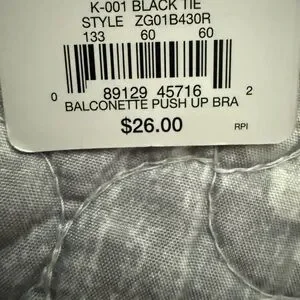 K-001 BLACK TIE
STYLE ZG01B430R
133 60 60
0 89129 45716 2
BALCONETTE PUSH UP BRA
$26.00 RPI